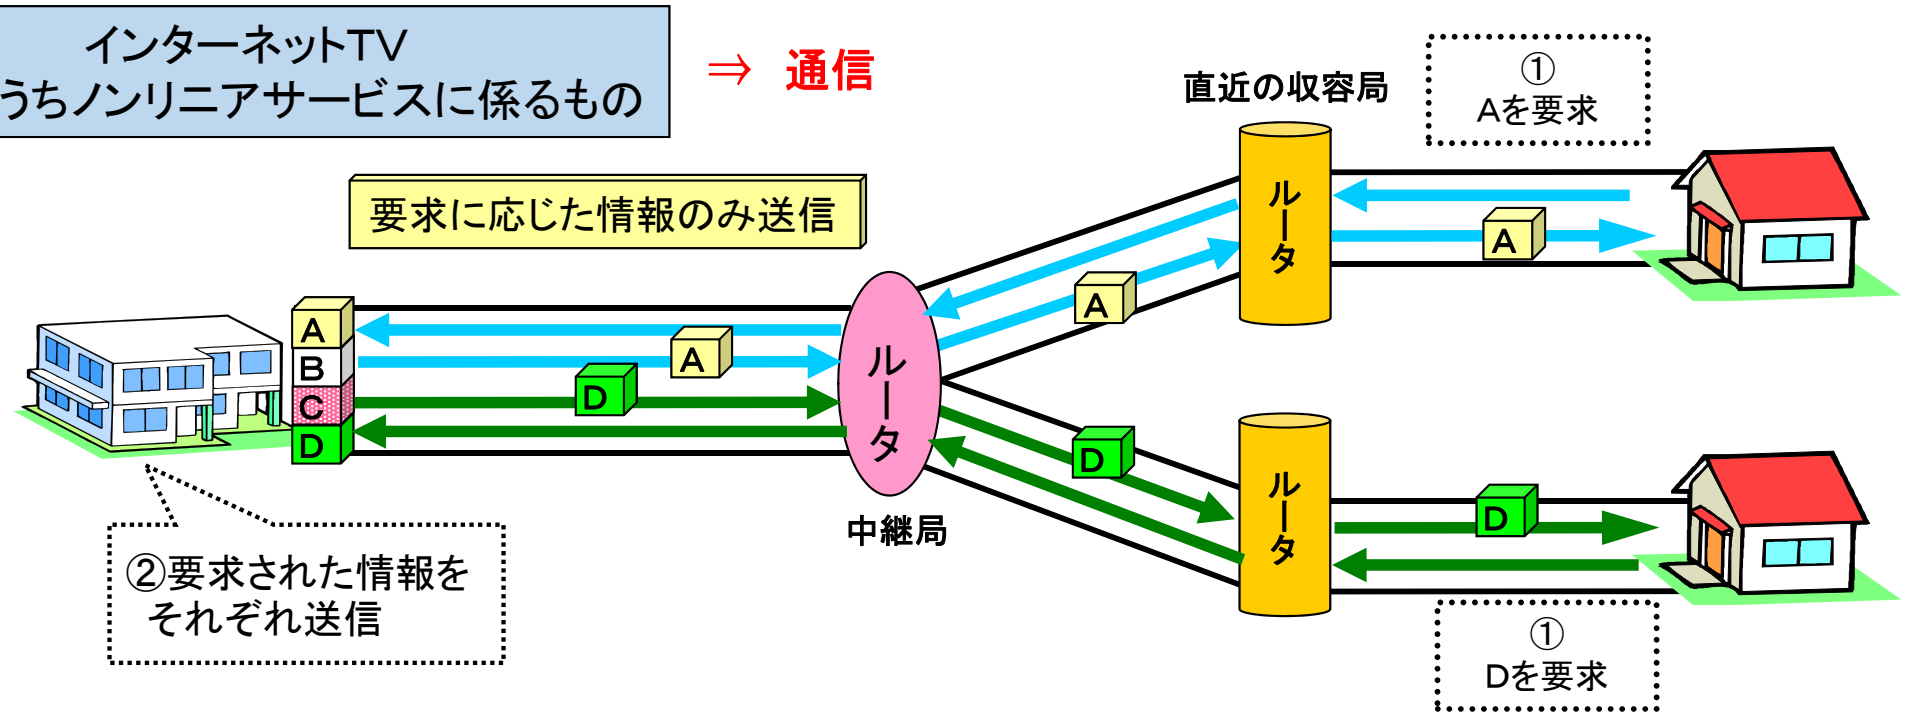 インターネットTV
うちノンリニアサービスに係るもの
⇒ 通信
直近の収容局
①
Aを要求
要求に応じた情報のみ送信
ルータ
A
A
A
B
C
D
A
D
ルータ
D
ルータ
D
中継局
②要求された情報を
それぞれ送信
①
Dを要求